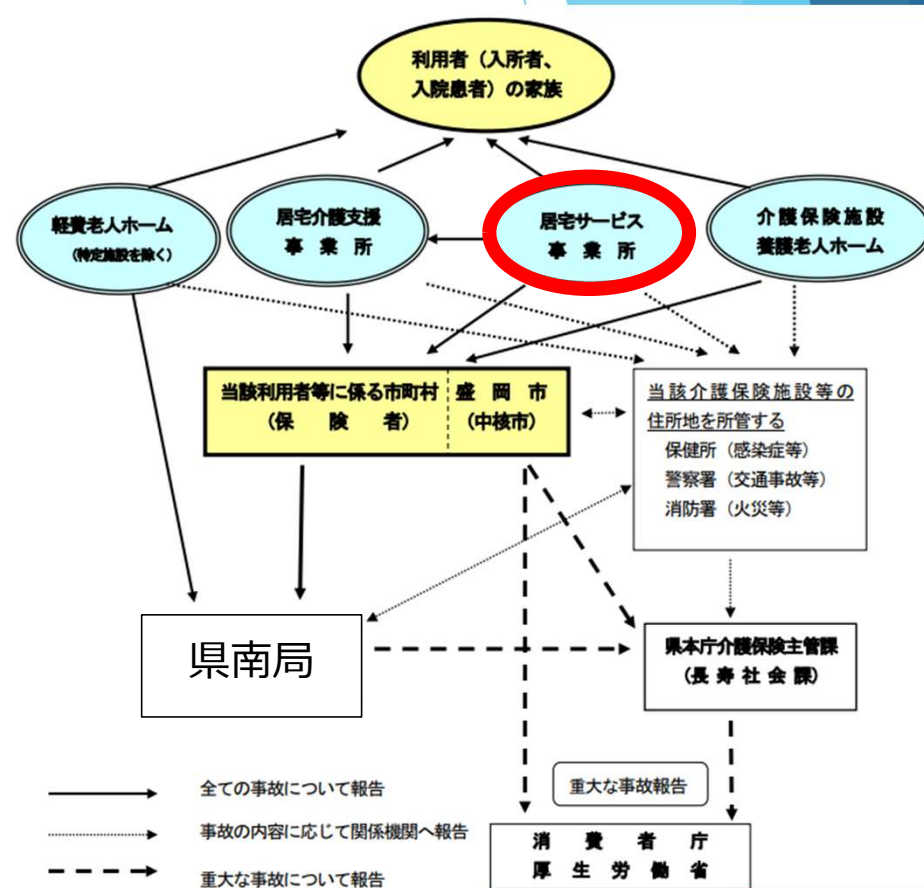 利用者(入所者、
入院患者)の家族
軽費老人ホーム
(特定施設を除く)
居宅介護支援
事業所
居宅サービス
事業所
介護保険施設
養護老人ホーム
当該利用者等に係る市町村
(保険者)
盛岡市
(中核市)
当該介護保険施設等の
住所地を所管する
保健所(感染症等)
警察署(交通事故等)
消防署(火災等)
県南局
県本庁介護保険主管課
(長寿社会課)
全ての事故について報告
事故の内容に応じて関係機関へ報告
重大な事故について報告
重大な事故報告
消費者庁
厚生労働省